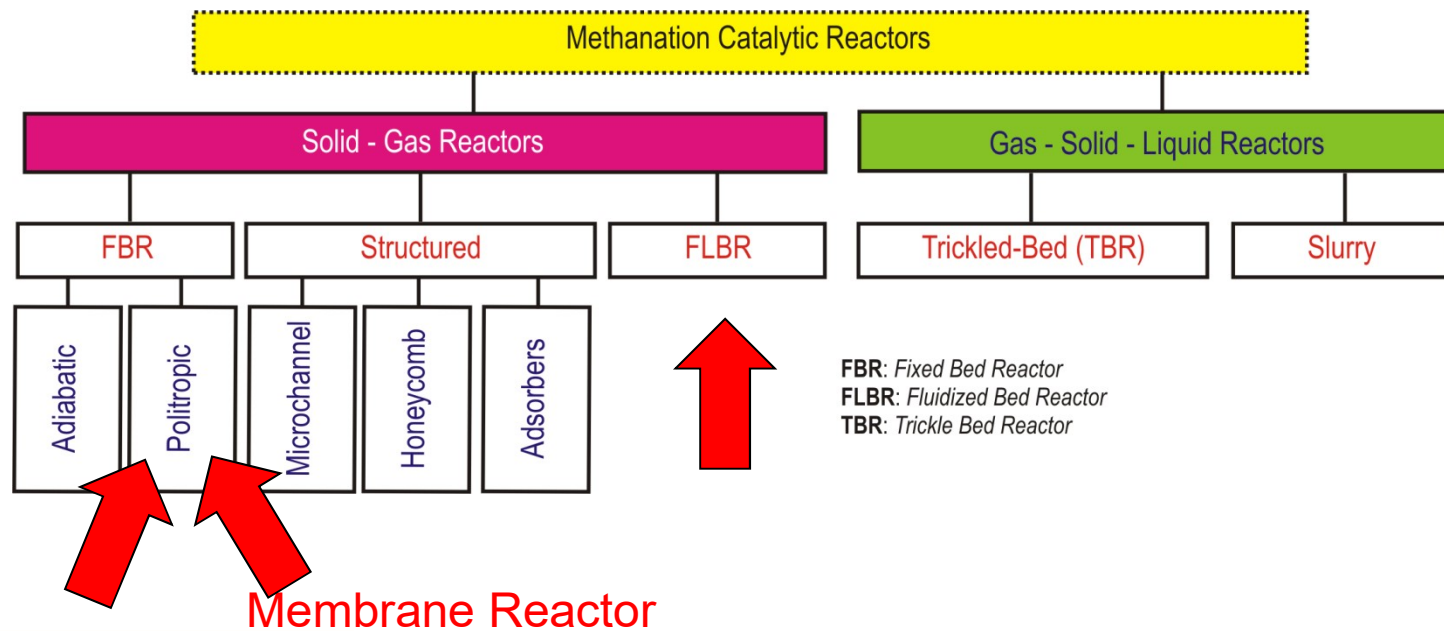 Methanation Catalytic Reactors
Solid - Gas Reactors
Gas - Solid - Liquid Reactors
FBR
Structured
FLBR
Trickled-Bed (TBR)
Slurry
Adiabatic
Politropic
Microchannel
Honeycomb
Adsorbers
FBR: Fixed Bed Reactor
FLBR: Fluidized Bed Reactor
TBR: Trickle Bed Reactor
Membrane Reactor